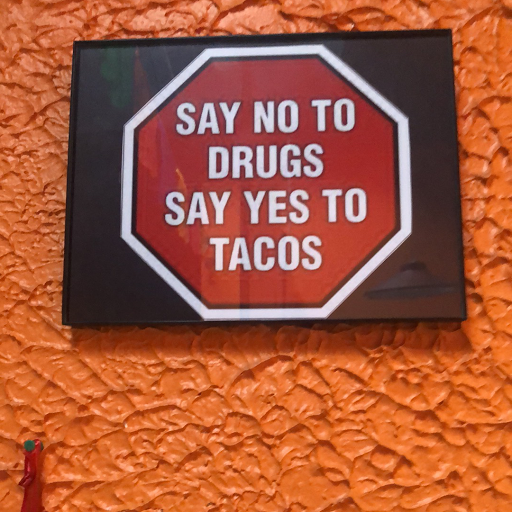 SAY NO TO
DRUGS
SAY YES TO
TACOS